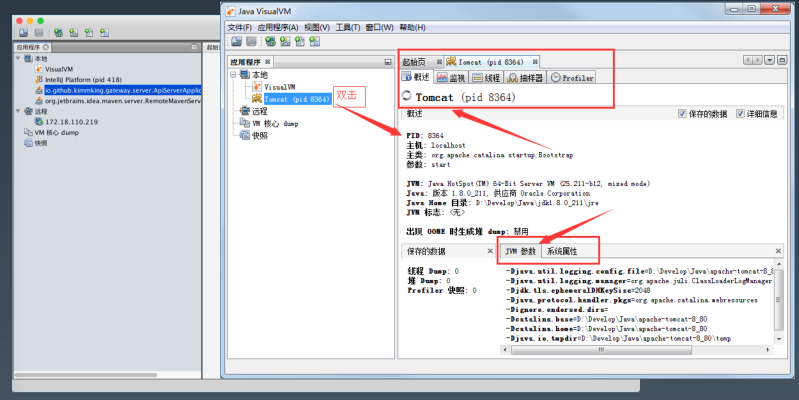 Java VisualVM
文件(F) 应用程序(A) 视图(V) 工具(T) 窗口(W) 帮助(H)
应用程序
起始
本地
VisualVM
Intellij Platform (pid 418)
io.github.kimmking.gateway.server.ApiServerApplic
org.jetbrains.idea.maven.server.RemoteMavenServ
远程
172.18.110.219
VM 核心 dump
快照
应用程序
本地
VisualVM
Tomcat (pid 8364)
双击
远程
VM 核心 dump
快照
起始页
Tomcat (pid 8364)
概述 监视 线程 抽样器 Profiler
Tomcat (pid 8364)
概述
保存的数据 详细信息
PID: 8364
主机: localhost
主类: org.apache.catalina.startup.Bootstrap
参数: start
JVM: Java HotSpot(TM) 64-Bit Server VM (25.211-b12, mixed mode)
Java: 版本 1.8.0_211, 供应商 Oracle Corporation
Java Home 目录: D:\Develop\Java\jdk1.8.0_211\jre
JVM 标志: <无>
出现 OOME 时生成堆 dump: 禁用
保存的数据
线程 Dump: 0
堆 Dump: 0
Profiler 快照: 0
JVM 参数 系统属性
-Djava.util.logging.config.file=D:\Develop\Java\apache-tomcat-8_8
-Djava.util.logging.manager=org.apache.juli.ClassLoaderLogManager
-Djdk.tls.ephemeralDHKeySize=2048
-Djava.protocol.handler.pkgs=org.apache.catalina.webresources
-Dignore.endorsed.dirs=
-Dcatalina.base=D:\Develop\Java\apache-tomcat-8_80
-Dcatalina.home=D:\Develop\Java\apache-tomcat-8_80
-Djava.io.tmpdir=D:\Develop\Java\apache-tomcat-8_80\temp